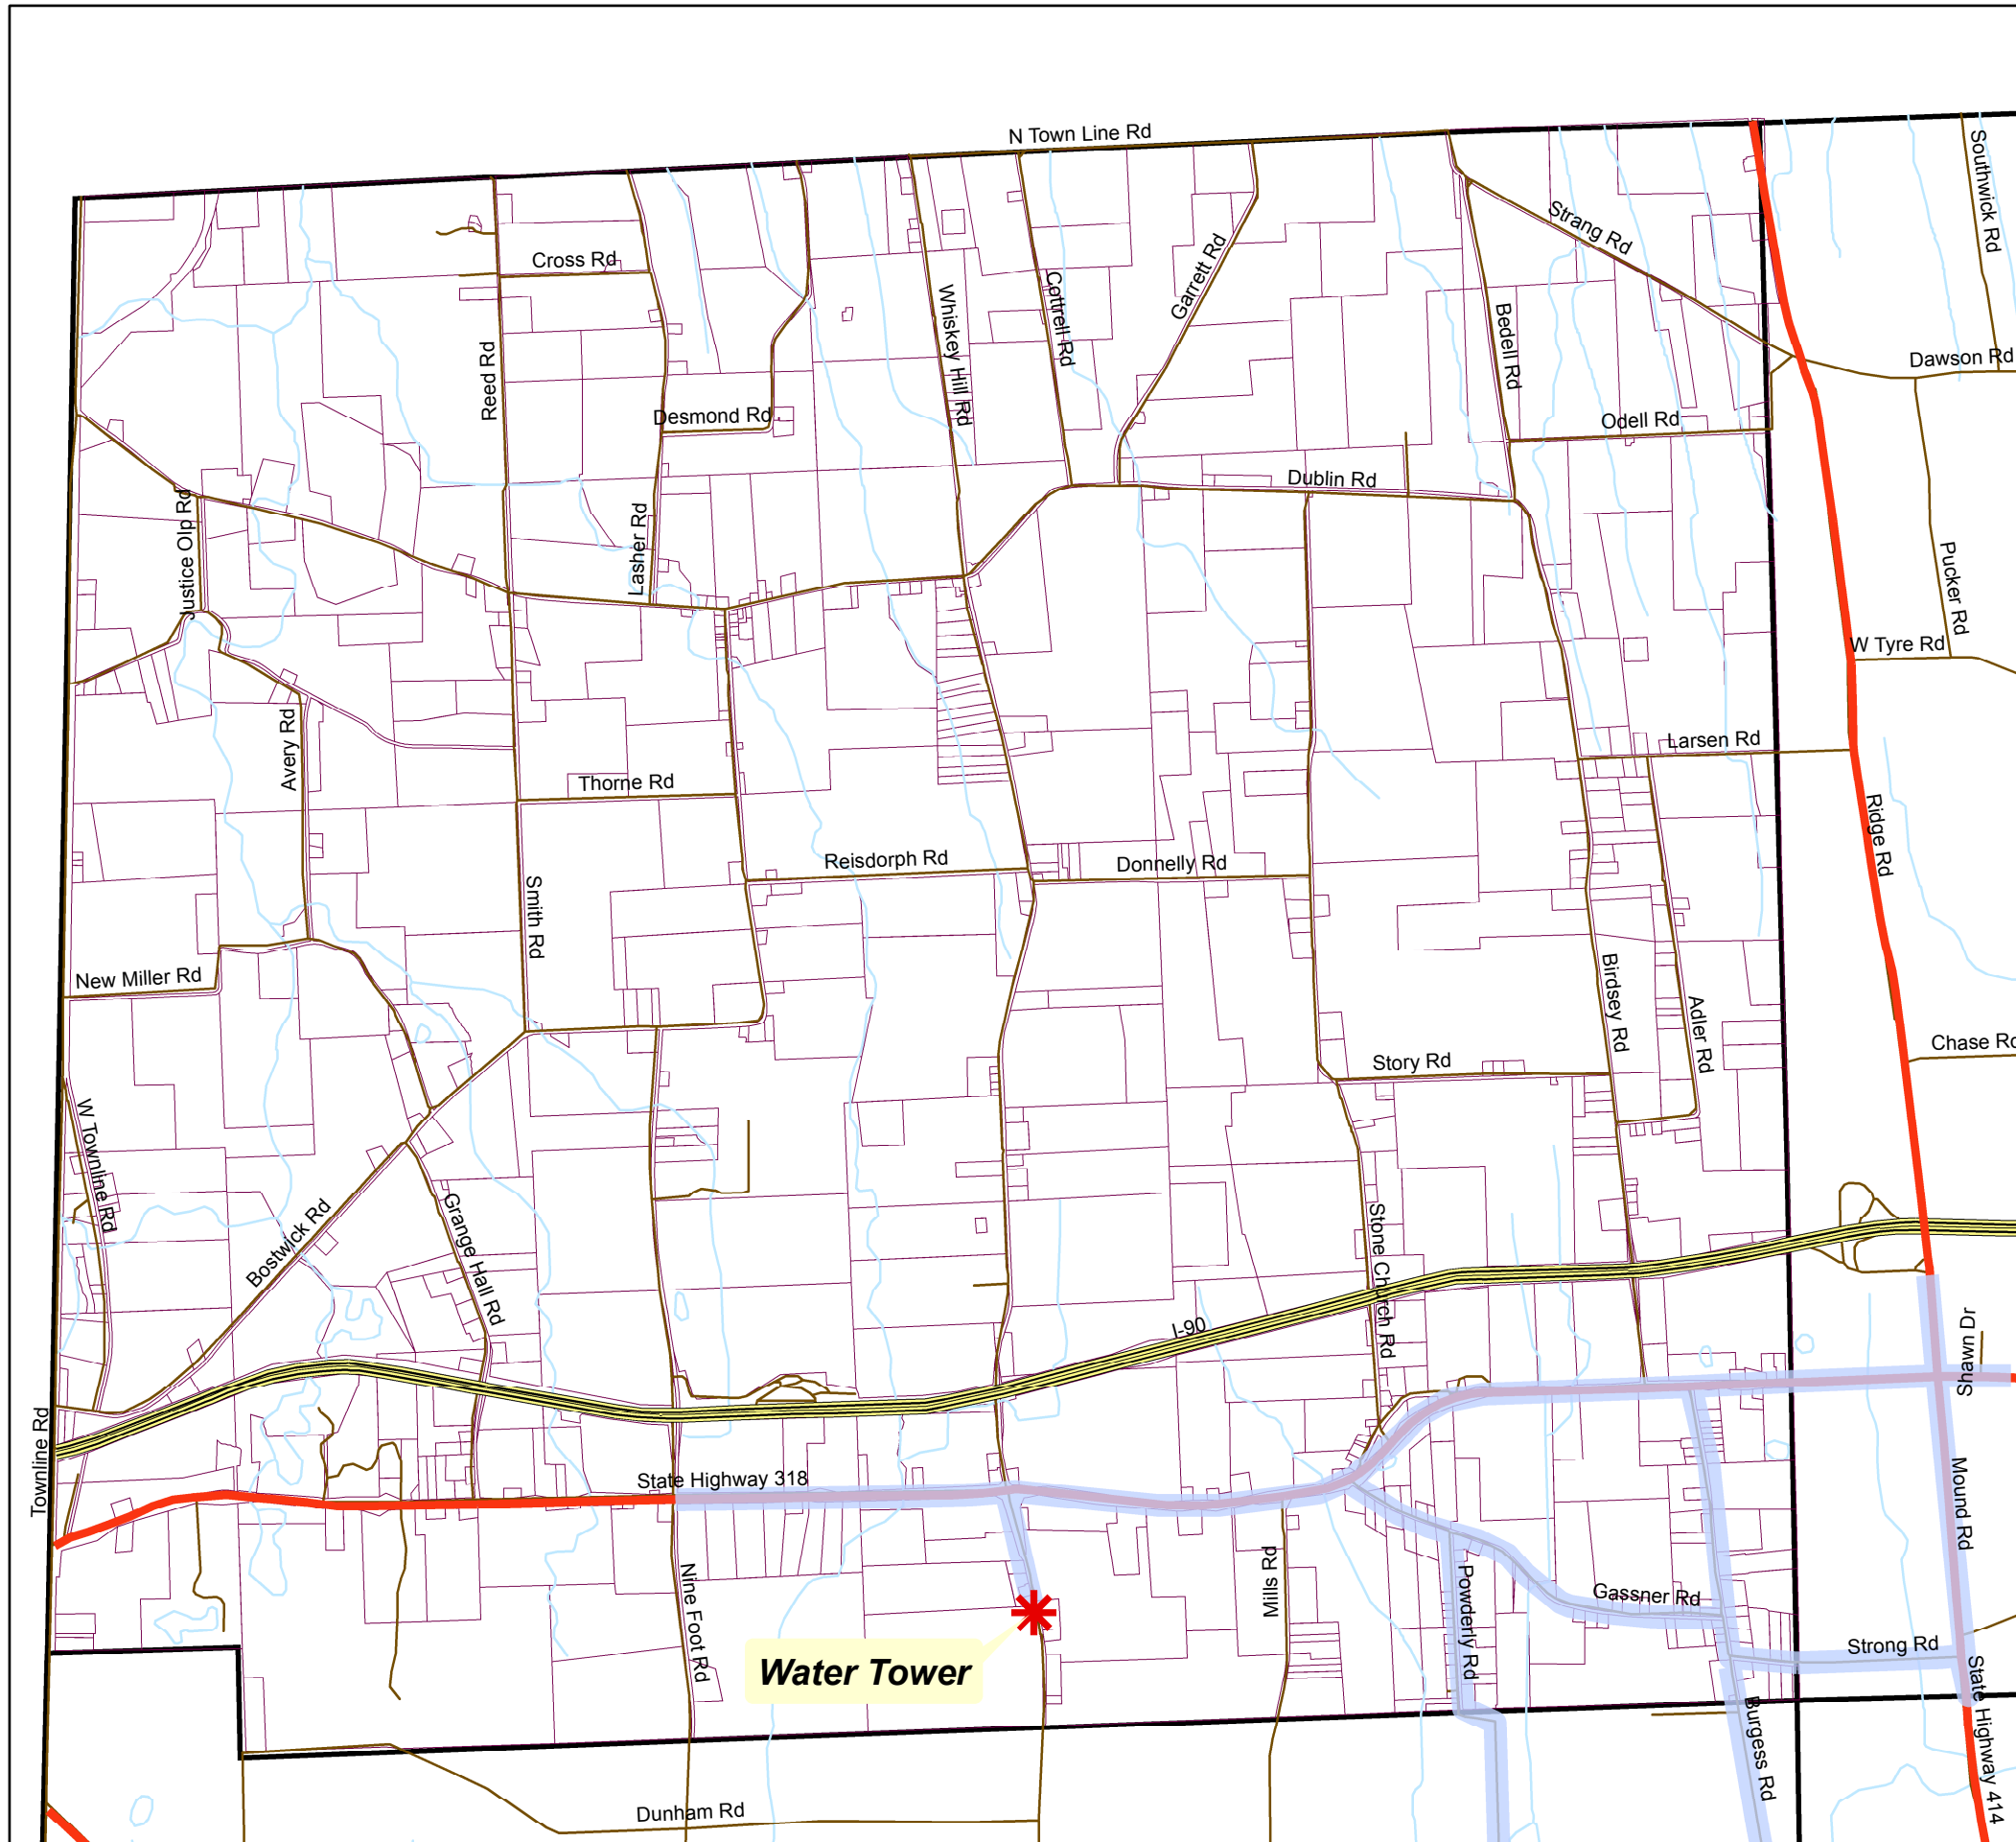 N Town Line Rd
Southwick Rd
Strang Rd
Cross Rd
Garrett Rd
Cottrell Rd
Whiskey Hill Rd
Bedell Rd
Reed Rd
Dawson Rd
Desmond Rd
Odell Rd
Dublin Rd
Justice Olp Rd
Lasher Rd
Pucker Rd
W Tyre Rd
Avery Rd
Larsen Rd
Thorne Rd
Ridge Rd
Reisdorph Rd
Donnelly Rd
Smith Rd
New Miller Rd
Birdsey Rd
Adler Rd
Chase Rd
Story Rd
W Townline Rd
Bostwick Rd
Grange Hall Rd
Stone Church Rd
I-90
Shawn Dr
Townline Rd
State Highway 318
Mound Rd
Nine Foot Rd
Mills Rd
Powderly Rd
Gassner Rd
Strong Rd
Water Tower
Burgess Rd
State Highway 414
Dunham Rd